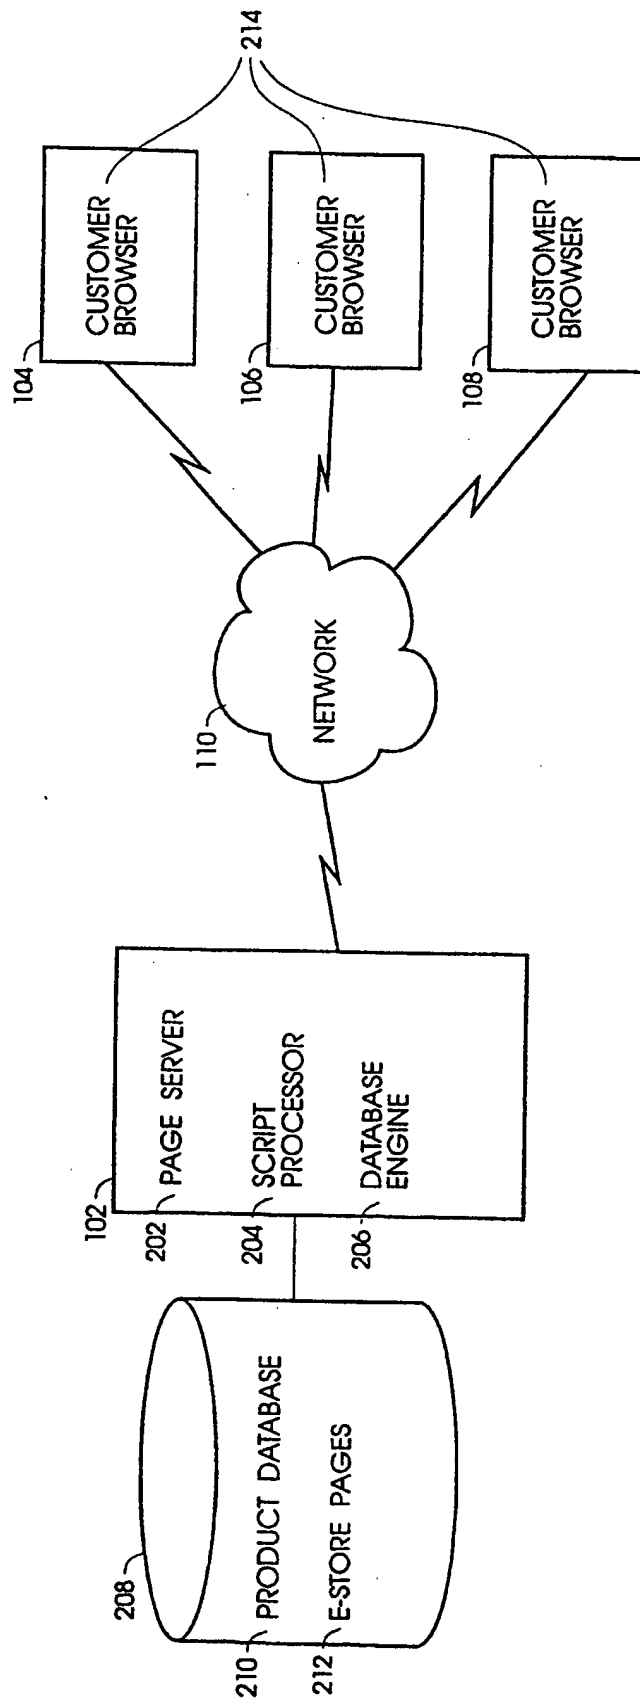 208
210
PRODUCT DATABASE
212
E-STORE PAGES
102
202
PAGE SERVER
204
SCRIPT
PROCESSOR
206
DATABASE
ENGINE
110
NETWORK
104
CUSTOMER
BROWSER
106
CUSTOMER
BROWSER
108
CUSTOMER
BROWSER
214